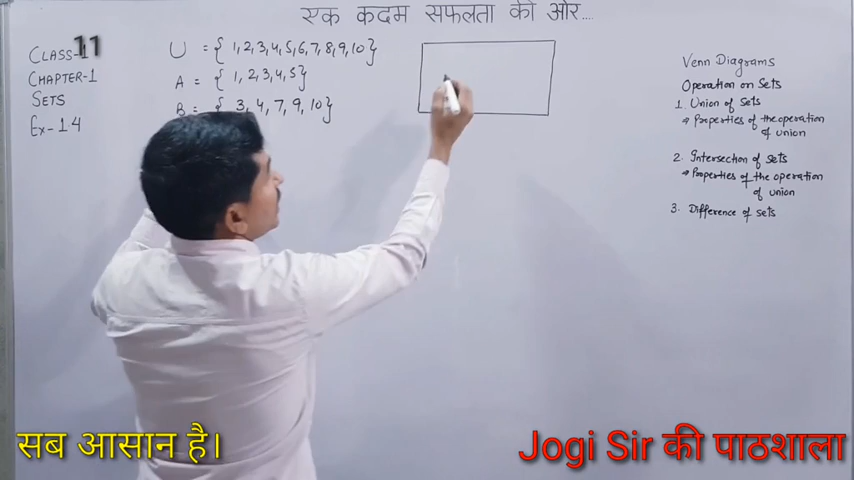 एक कदम सफलता की ओर....
CLASS-11
CHAPTER-1
SETS
Ex-1.4
U = {1,2,3,4,5,6,7,8,9,10}
A = {1,2,3,4,5}
B = {3,4,7,9,10}
Venn Diagrams
Operation on Sets
1. Union of Sets
⇒ Properties of the operation
of union
2. Intersection of Sets
⇒ Properties of the operation
of union
3. Difference of Sets
सब आसान है।
Jogi Sir की पाठशाला